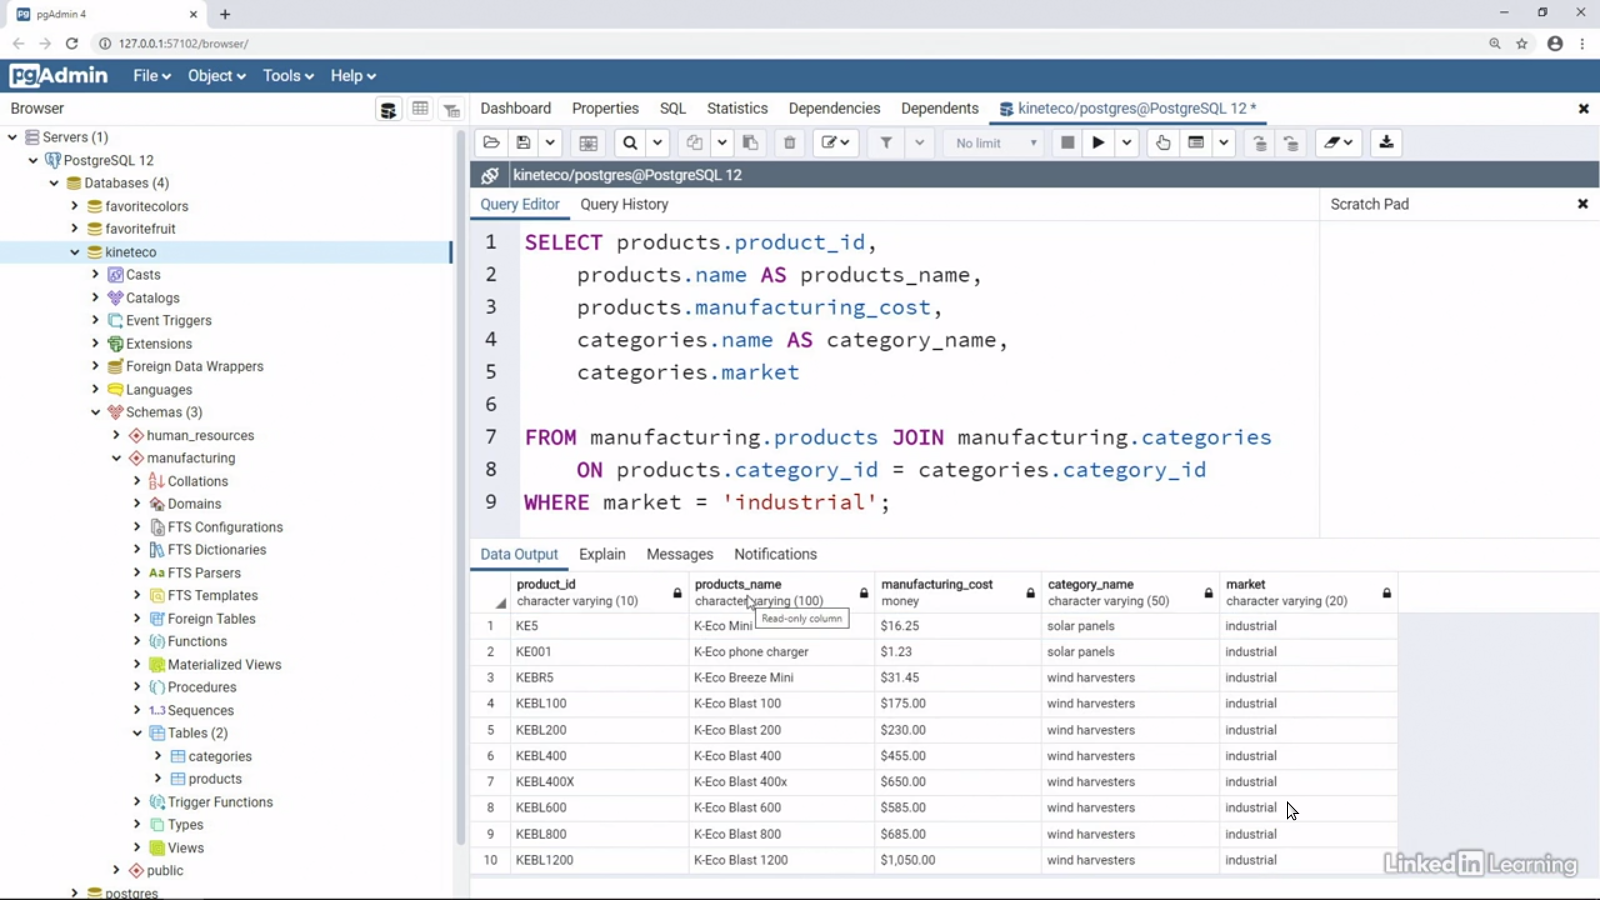 pgAdmin 4
127.0.0.1:57102/browser/
pgAdmin File Object Tools Help
Browser
Dashboard Properties SQL Statistics Dependencies Dependents kineteco/postgres@PostgreSQL 12 *
No limit
kineteco/postgres@PostgreSQL 12
Query Editor Query History
Scratch Pad
Servers (1)
PostgreSQL 12
Databases (4)
favoritecolors
favoritefruit
kineteco
Casts
Catalogs
Event Triggers
Extensions
Foreign Data Wrappers
Languages
Schemas (3)
human_resources
manufacturing
Collations
Domains
FTS Configurations
FTS Dictionaries
Aa FTS Parsers
FTS Templates
Foreign Tables
Functions
Materialized Views
Procedures
1..3 Sequences
Tables (2)
categories
products
Trigger Functions
Types
Views
public
postgres
1 SELECT products.product_id,
2 products.name AS products_name,
3 products.manufacturing_cost,
4 categories.name AS category_name,
5 categories.market
6
7 FROM manufacturing.products JOIN manufacturing.categories
8 ON products.category_id = categories.category_id
9 WHERE market = 'industrial';
Data Output Explain Messages Notifications
product_id products_name manufacturing_cost category_name market
character varying (10) character varying (100) money character varying (50) character varying (20)
Read-only column
1 KE5 K-Eco Mini $16.25 solar panels industrial
2 KE001 K-Eco phone charger $1.23 solar panels industrial
3 KEBR5 K-Eco Breeze Mini $31.45 wind harvesters industrial
4 KEBL100 K-Eco Blast 100 $175.00 wind harvesters industrial
5 KEBL200 K-Eco Blast 200 $230.00 wind harvesters industrial
6 KEBL400 K-Eco Blast 400 $455.00 wind harvesters industrial
7 KEBL400X K-Eco Blast 400x $650.00 wind harvesters industrial
8 KEBL600 K-Eco Blast 600 $585.00 wind harvesters industrial
9 KEBL800 K-Eco Blast 800 $685.00 wind harvesters industrial
10 KEBL1200 K-Eco Blast 1200 $1,050.00 wind harvesters industrial
Linked in Learning